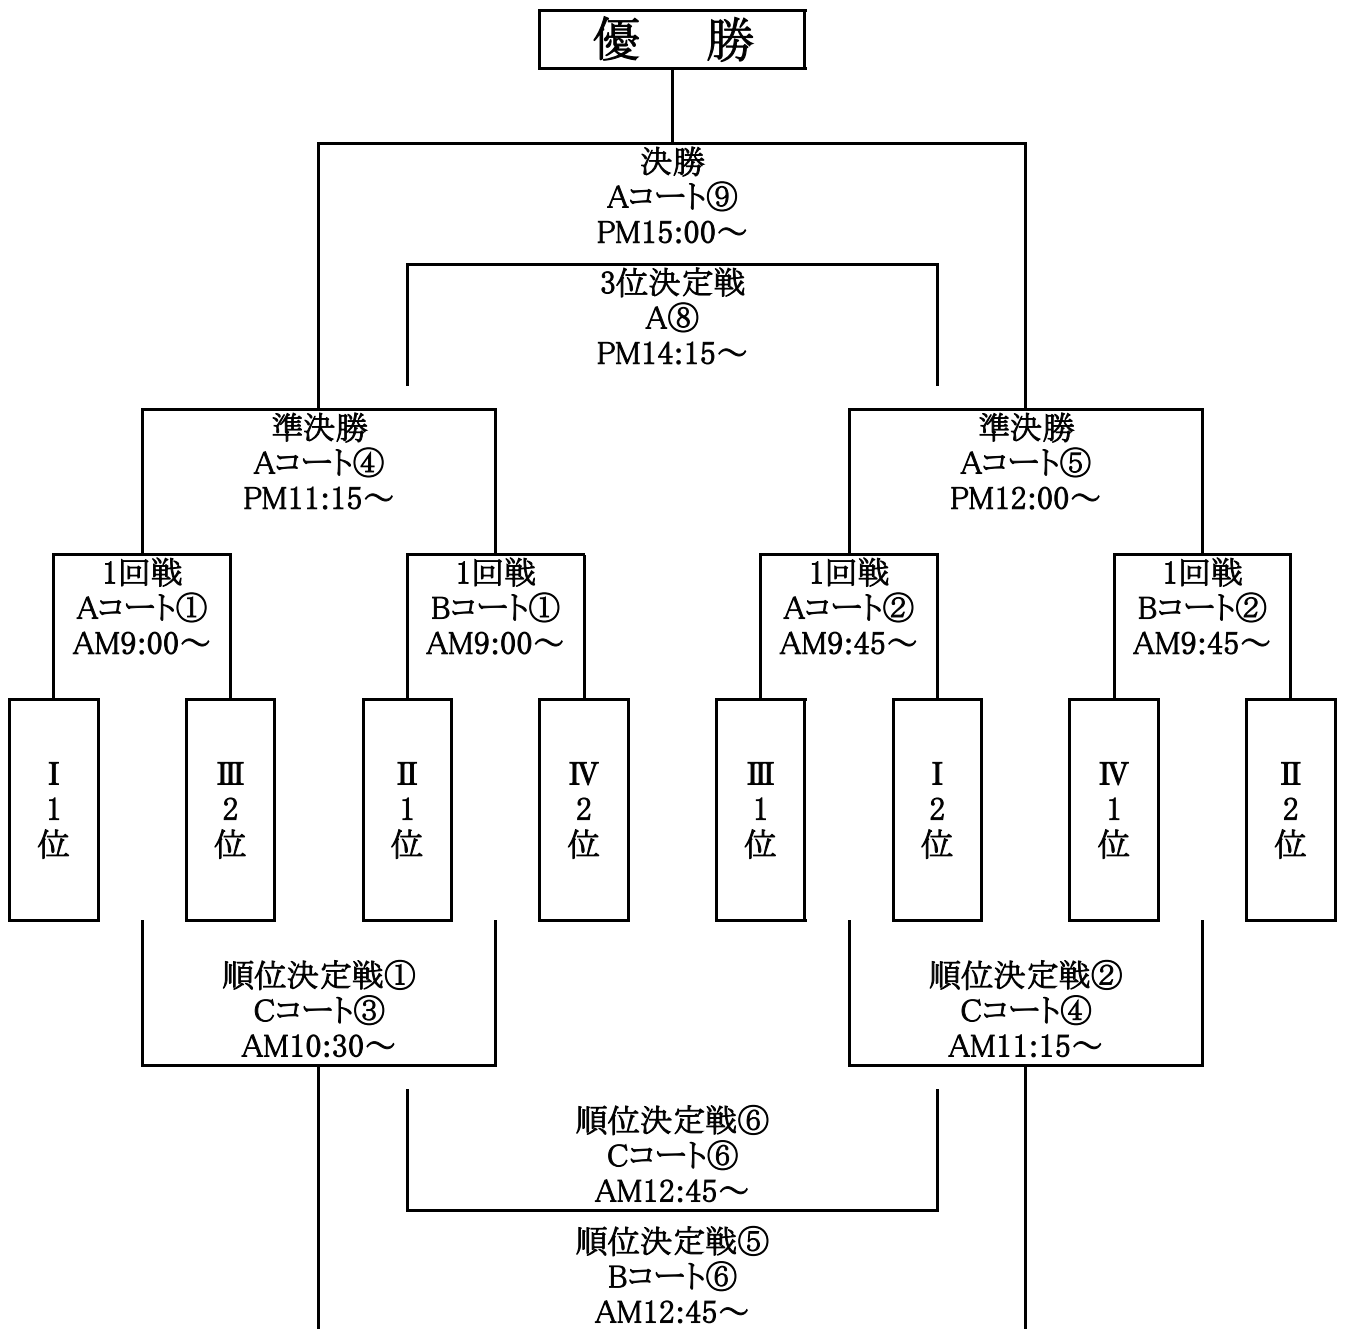 優　勝
決勝
Aコート⑨
PM15:00～
3位決定戦
A⑧
PM14:15～
準決勝
Aコート④
PM11:15～
準決勝
Aコート⑤
PM12:00～
1回戦
Aコート①
AM9:00～
1回戦
Bコート①
AM9:00～
1回戦
Aコート②
AM9:45～
1回戦
Bコート②
AM9:45～
Ⅰ
1
位
Ⅲ
2
位
Ⅱ
1
位
Ⅳ
2
位
Ⅲ
1
位
Ⅰ
2
位
Ⅳ
1
位
Ⅱ
2
位
順位決定戦①
Cコート③
AM10:30～
順位決定戦②
Cコート④
AM11:15～
順位決定戦⑥
Cコート⑥
AM12:45～
順位決定戦⑤
Bコート⑥
AM12:45～